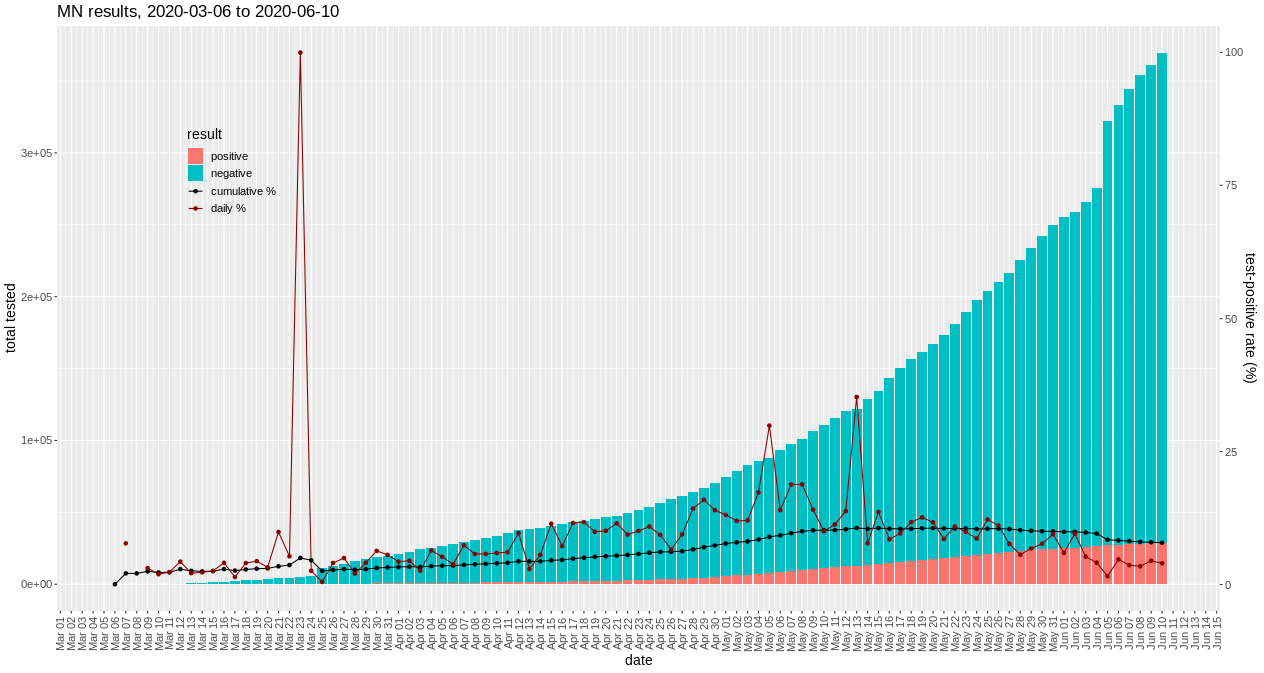 MN results, 2020-03-06 to 2020-06-10
total tested
3e+05
2e+05
1e+05
0e+00
result
positive
negative
cumulative %
daily %
100
75
50
25
0
test-positive rate (%)
Mar 01
Mar 02
Mar 03
Mar 04
Mar 05
Mar 06
Mar 07
Mar 08
Mar 09
Mar 10
Mar 11
Mar 12
Mar 13
Mar 14
Mar 15
Mar 16
Mar 17
Mar 18
Mar 19
Mar 20
Mar 21
Mar 22
Mar 23
Mar 24
Mar 25
Mar 26
Mar 27
Mar 28
Mar 29
Mar 30
Mar 31
Apr 01
Apr 02
Apr 03
Apr 04
Apr 05
Apr 06
Apr 07
Apr 08
Apr 09
Apr 10
Apr 11
Apr 12
Apr 13
Apr 14
Apr 15
Apr 16
Apr 17
Apr 18
Apr 19
Apr 20
Apr 21
Apr 22
Apr 23
Apr 24
Apr 25
Apr 26
Apr 27
Apr 28
Apr 29
Apr 30
May 01
May 02
May 03
May 04
May 05
May 06
May 07
May 08
May 09
May 10
May 11
May 12
May 13
May 14
May 15
May 16
May 17
May 18
May 19
May 20
May 21
May 22
May 23
May 24
May 25
May 26
May 27
May 28
May 29
May 30
May 31
Jun 01
Jun 02
Jun 03
Jun 04
Jun 05
Jun 06
Jun 07
Jun 08
Jun 09
Jun 10
Jun 11
Jun 12
Jun 13
Jun 14
Jun 15
date